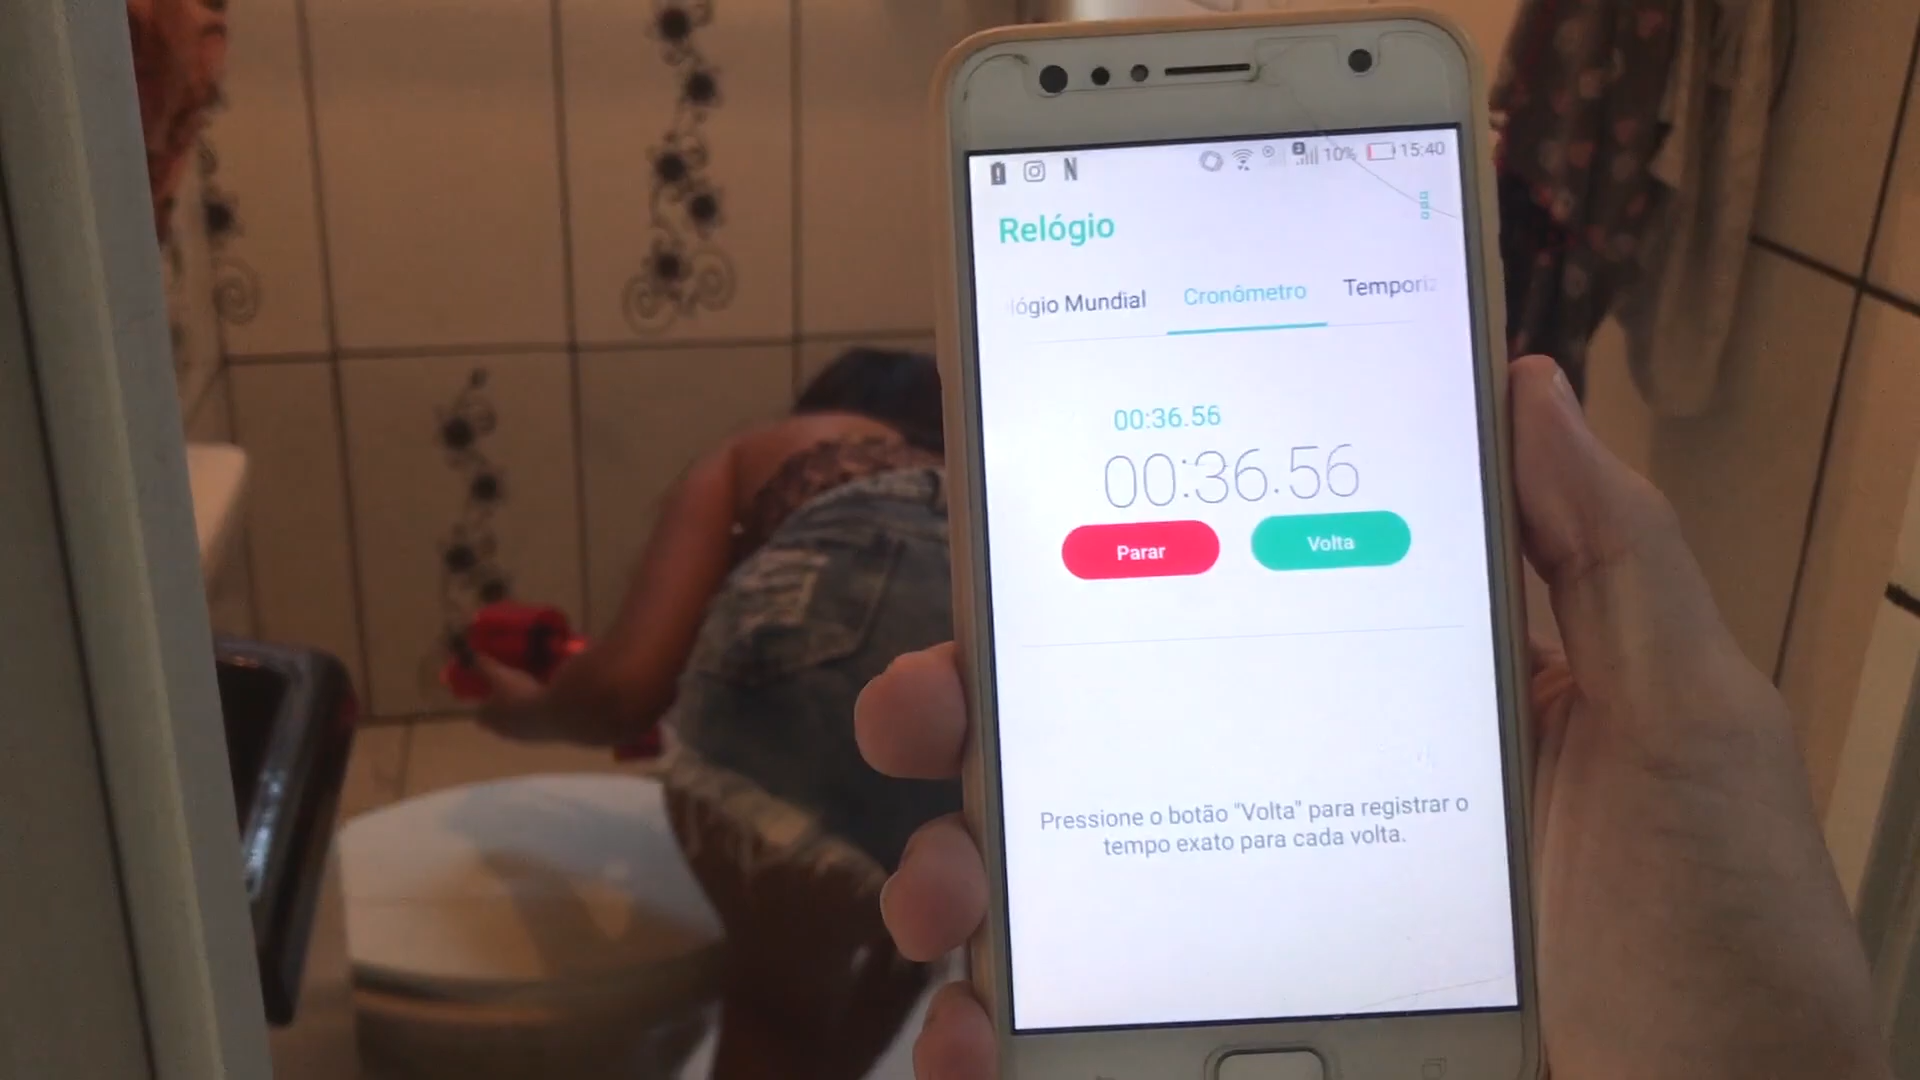 N 10% 15:40
Relógio
lógio Mundial Cronômetro Temporiz
00:36.56
00:36.56
Parar Volta
Pressione o botão "Volta" para registrar o
tempo exato para cada volta.